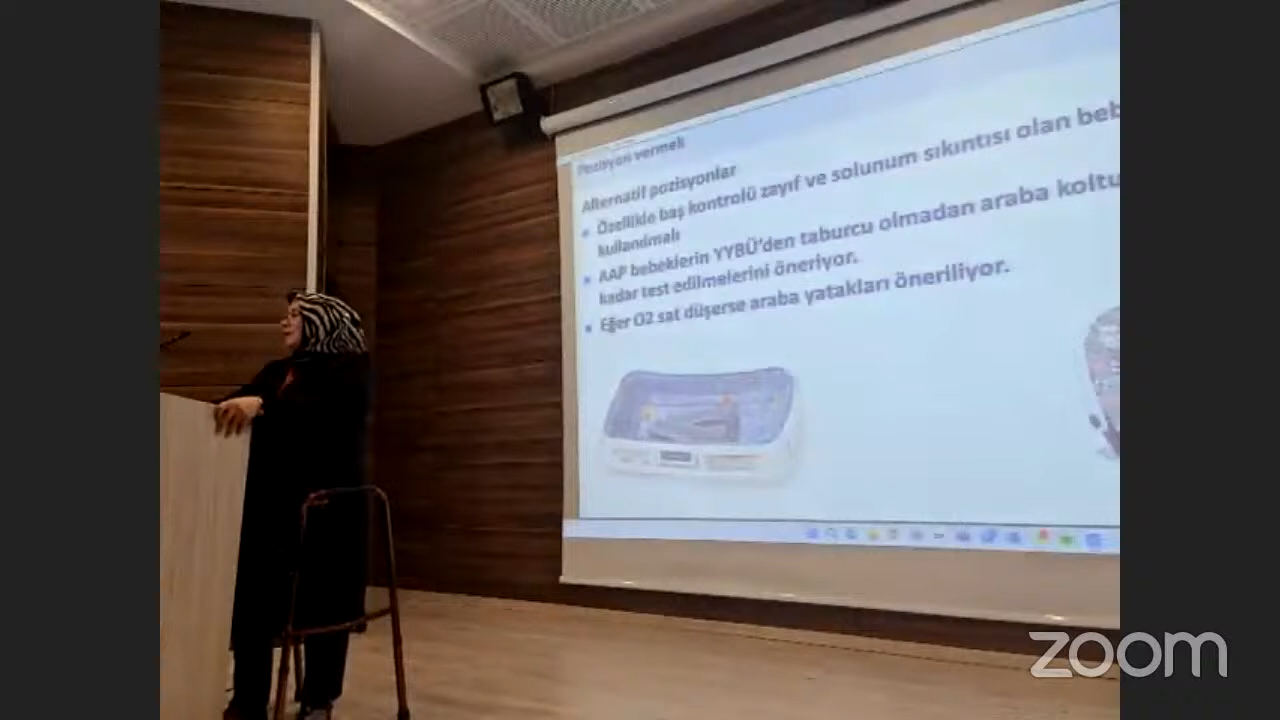 Pozisyon vermek
Alternatif pozisyonlar
• Özellikle baş kontrolü zayıf ve solunum sıkıntısı olan beb
kullanılmalı
• AAP bebeklerin YYBÜ'den taburcu olmadan araba koltu
kadar test edilmelerini öneriyor.
• Eğer O2 sat düşerse araba yatakları öneriliyor.
zoom